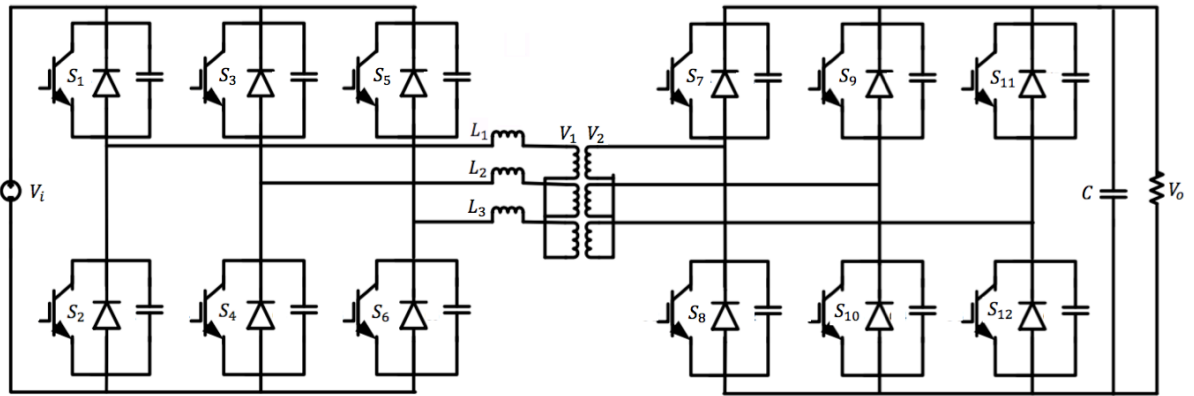 S₁ S₃ S₅ S₇ S₉ S₁₁
L₁ V₁ V₂
L₂
Vᵢ C Vₒ
L₃
S₂ S₄ S₆ S₈ S₁₀ S₁₂